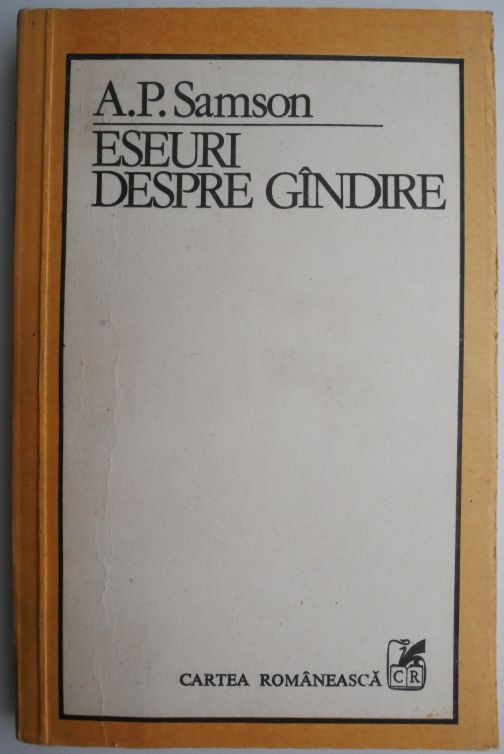 A.P. Samson
ESEURI
DESPRE GÎNDIRE
CARTEA ROMÂNEASCĂ
CR